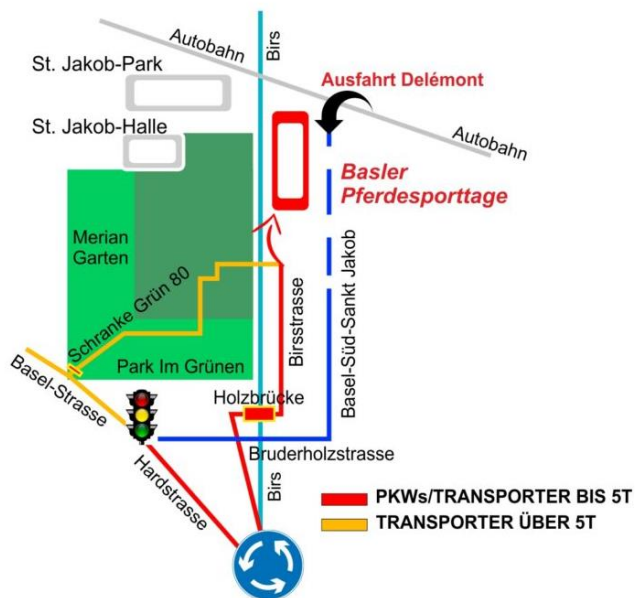 Autobahn
Birs
St. Jakob-Park
Ausfahrt Delémont
St. Jakob-Halle
Autobahn
Basler
Pferdesporttage
Merian
Garten
Schranke Grün 80
Birsstrasse
Basel-Süd-Sankt Jakob
Park Im Grünen
Basel-Strasse
Holzbrücke
Bruderholzstrasse
Hardstrasse
Birs
PKWs/TRANSPORTER BIS 5T
TRANSPORTER ÜBER 5T